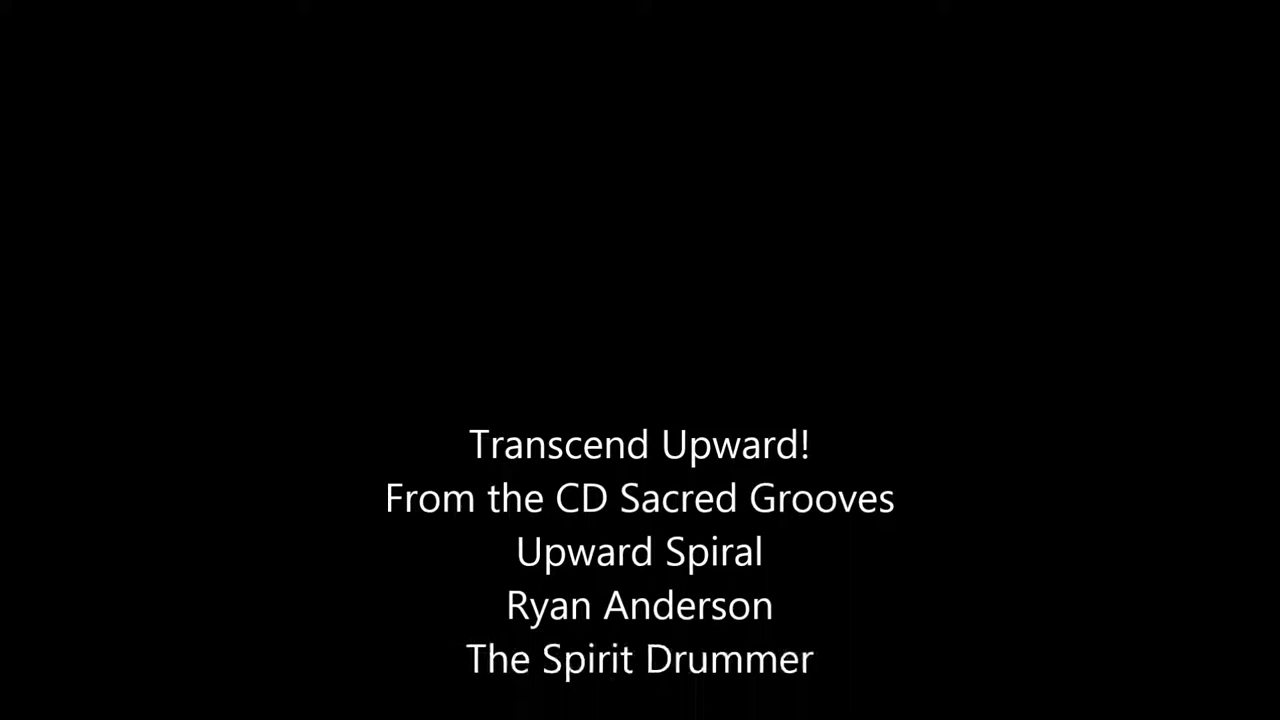 Transcend Upward!
From the CD Sacred Grooves
Upward Spiral
Ryan Anderson
The Spirit Drummer